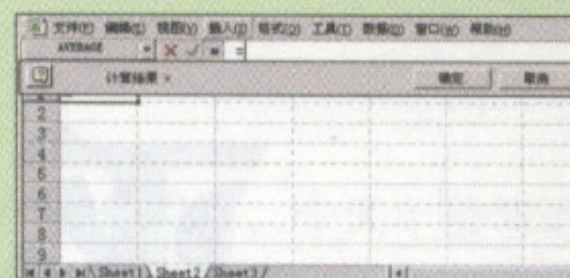 文件(F) 编辑(E) 视图(V) 插入(I) 格式(O) 工具(T) 数据(D) 窗口(W) 帮助(H)
AVERAGE =
计算结果 = 确定 取消
2
3
4
5
6
7
8
9
Sheet1 Sheet2 Sheet3